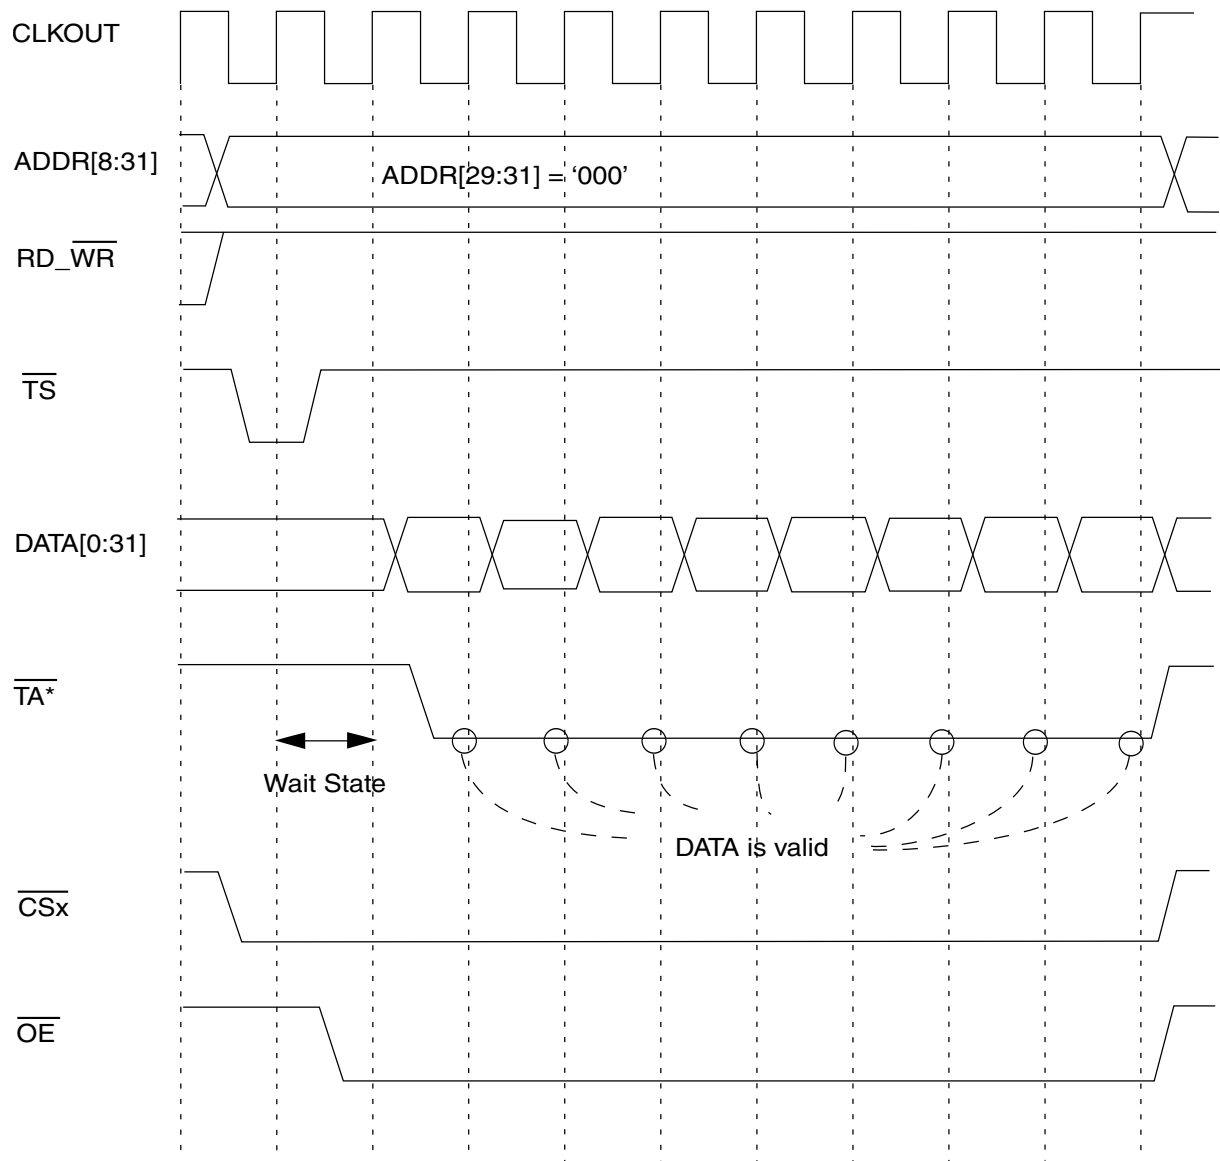 CLKOUT
ADDR[8:31]
ADDR[29:31] = ‘000’
RD_WR
TS
DATA[0:31]
TA*
Wait State
DATA is valid
CSx
OE